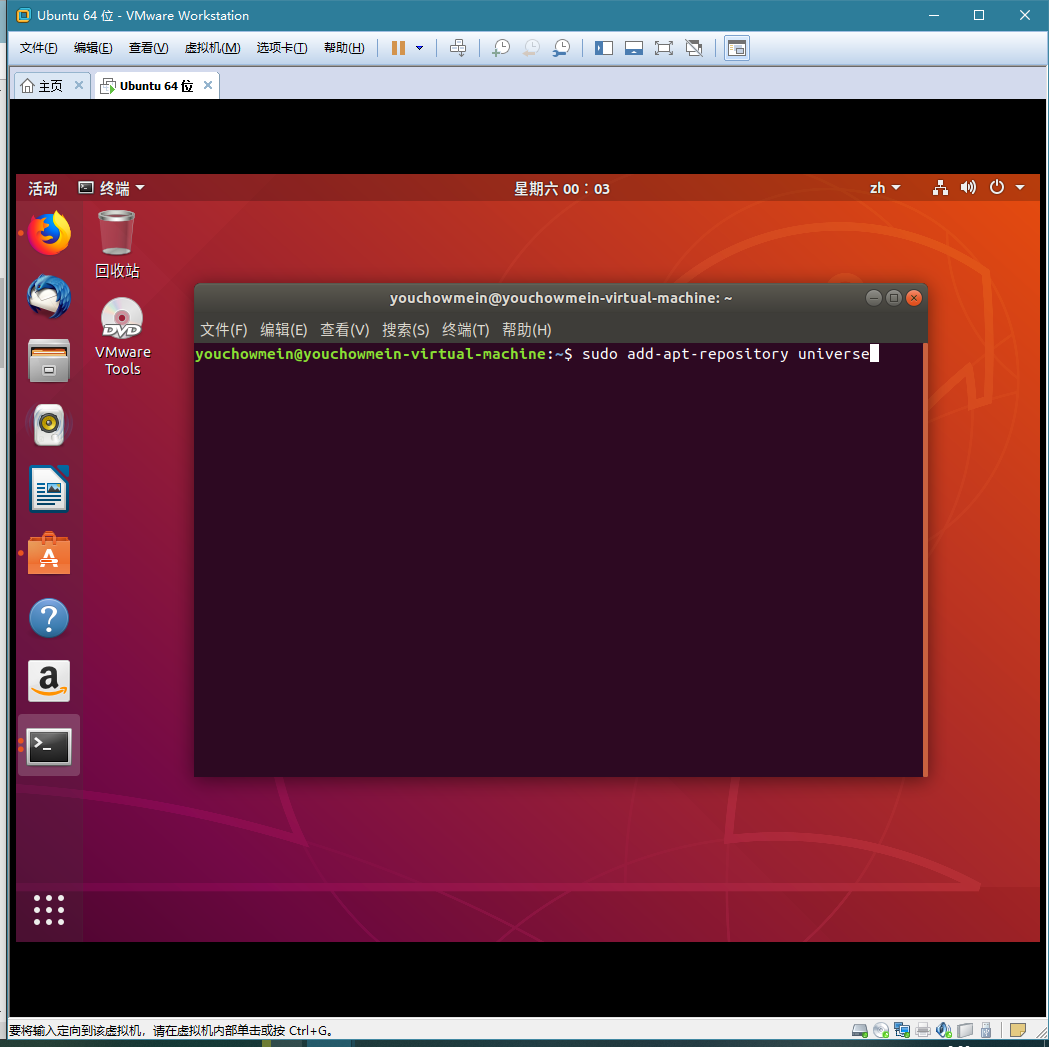 Ubuntu 64 位 - VMware Workstation
文件(F) 编辑(E) 查看(V) 虚拟机(M) 选项卡(T) 帮助(H)
主页 Ubuntu 64 位
活动 终端 星期六 00：03 zh
回收站
DVD
VMware
Tools
youchowmein@youchowmein-virtual-machine: ~
文件(F) 编辑(E) 查看(V) 搜索(S) 终端(T) 帮助(H)
youchowmein@youchowmein-virtual-machine:~$ sudo add-apt-repository universe
要将输入定向到该虚拟机，请在虚拟机内部单击或按 Ctrl+G。